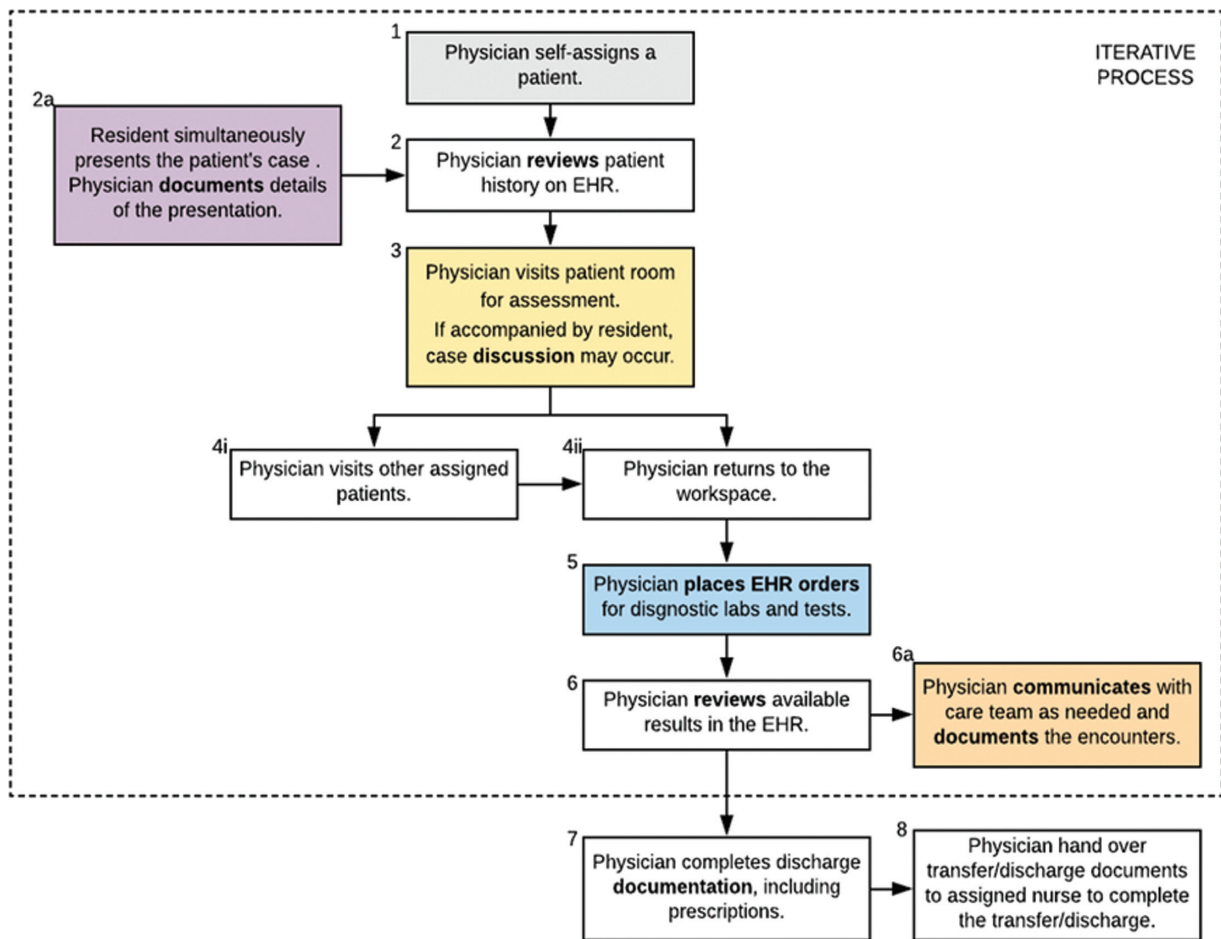 1
Physician self-assigns a
patient.
ITERATIVE
PROCESS
2a
Resident simultaneously
presents the patient's case .
Physician documents details
of the presentation.
2
Physician reviews patient
history on EHR.
3
Physician visits patient room
for assessment.
If accompanied by resident,
case discussion may occur.
4i
Physician visits other assigned
patients.
4ii
Physician returns to the
workspace.
5
Physician places EHR orders
for disgnostic labs and tests.
6
Physician reviews available
results in the EHR.
6a
Physician communicates with
care team as needed and
documents the encounters.
7
Physician completes discharge
documentation, including
prescriptions.
8
Physician hand over
transfer/discharge documents
to assigned nurse to complete
the transfer/discharge.